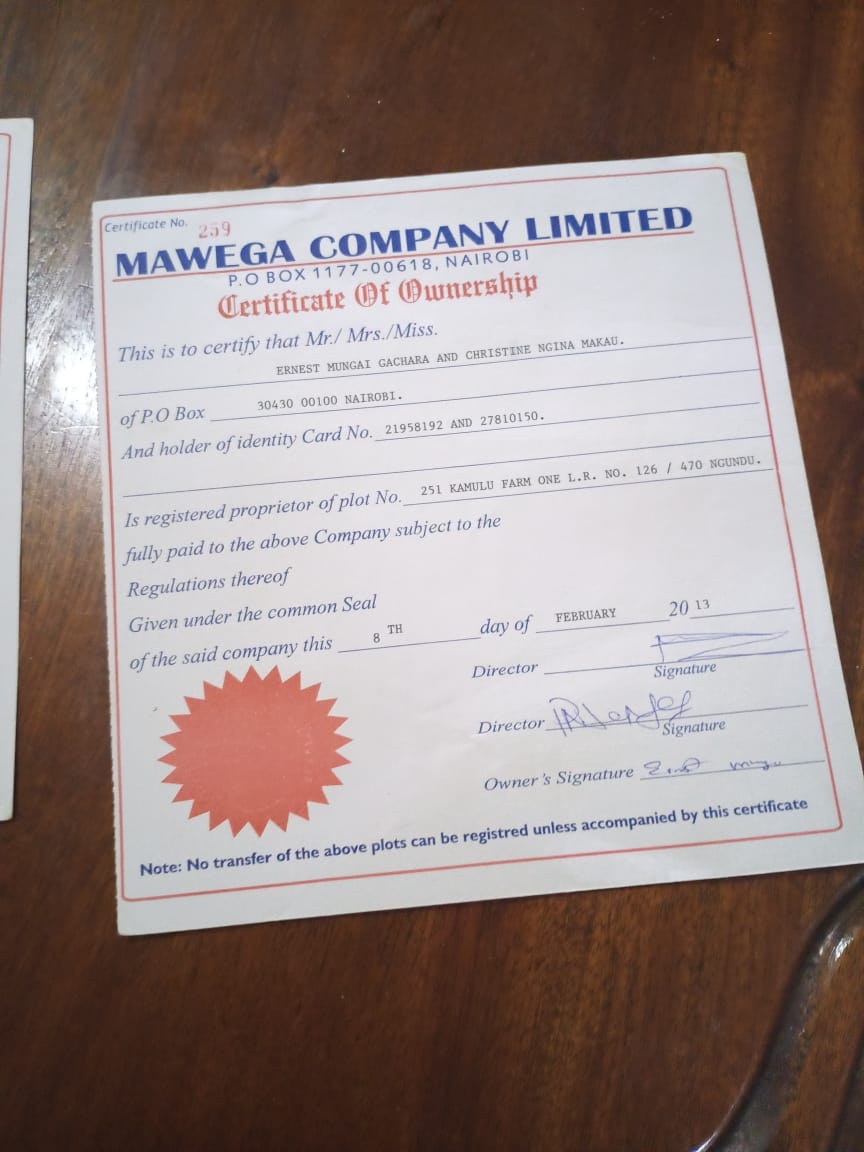 Certificate No. 259
MAWEGA COMPANY LIMITED
P.O BOX 1177-00618, NAIROBI
Certificate Of Ownership
This is to certify that Mr./ Mrs./Miss.
ERNEST MUNGAI GACHARA AND CHRISTINE NGINA MAKAU.
of P.O Box 30430 00100 NAIROBI.
And holder of identity Card No. 21958192 AND 27810150.
Is registered proprietor of plot No. 251 KAMULU FARM ONE L.R. NO. 126 / 470 NGUNDU.
fully paid to the above Company subject to the
Regulations thereof
Given under the common Seal
of the said company this 8 TH day of FEBRUARY 20 13
Director
Signature
Director
Signature
Owner's Signature
Note: No transfer of the above plots can be registred unless accompanied by this certificate